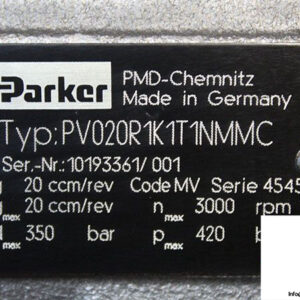 Parker
PMD-Chemnitz
Made in Germany
Typ: PV020R1K1T1NMMC
Ser.-Nr.: 10193361/ 001
20 ccm/rev Code MV Serie 4545
max 20 ccm/rev n max 3000 rpm
350 bar p max 420